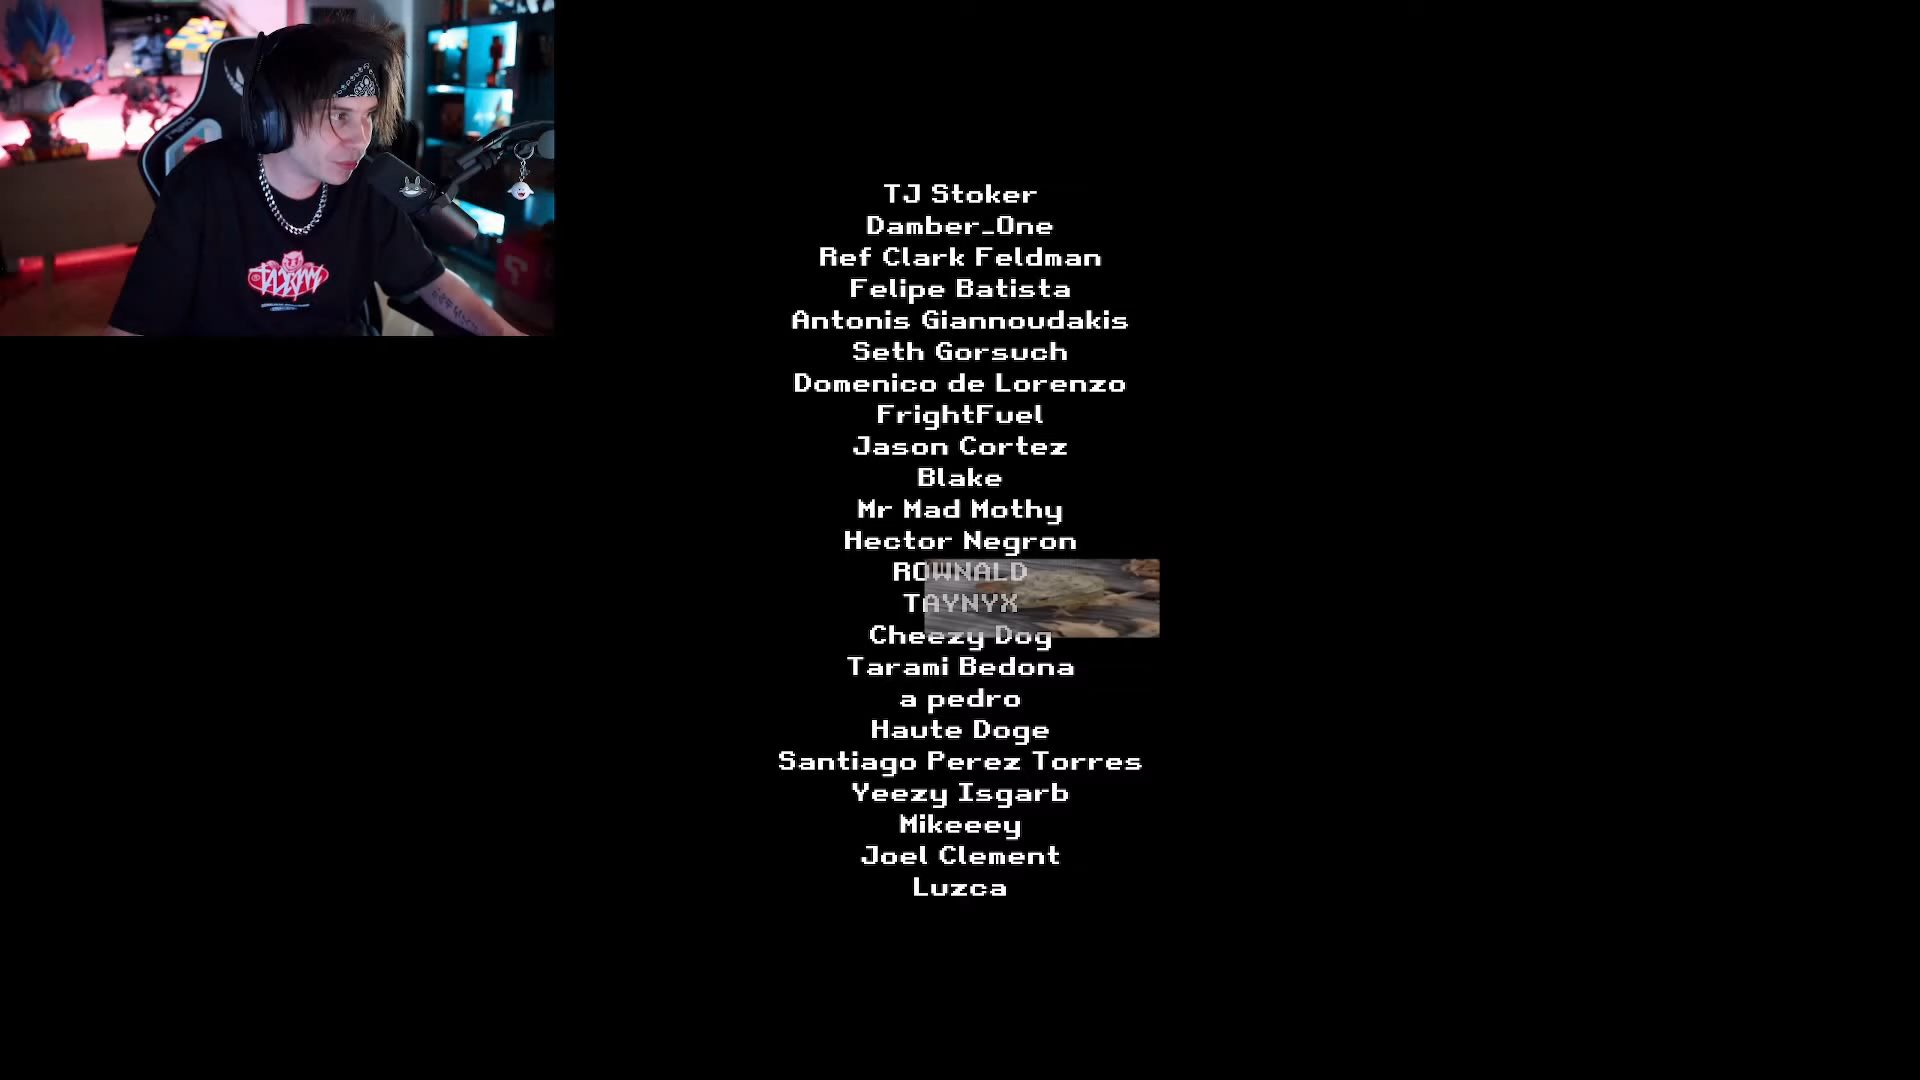 TJ Stoker
Damber_One
Ref Clark Feldman
Felipe Batista
Antonis Giannoudakis
Seth Gorsuch
Domenico de Lorenzo
FrightFuel
Jason Cortez
Blake
Mr Mad Mothy
Hector Negron
ROWNALD
TAYNYX
Cheezy Dog
Tarami Bedona
a pedro
Haute Doge
Santiago Perez Torres
Yeezy Isgarb
Mikeeey
Joel Clement
Luzca